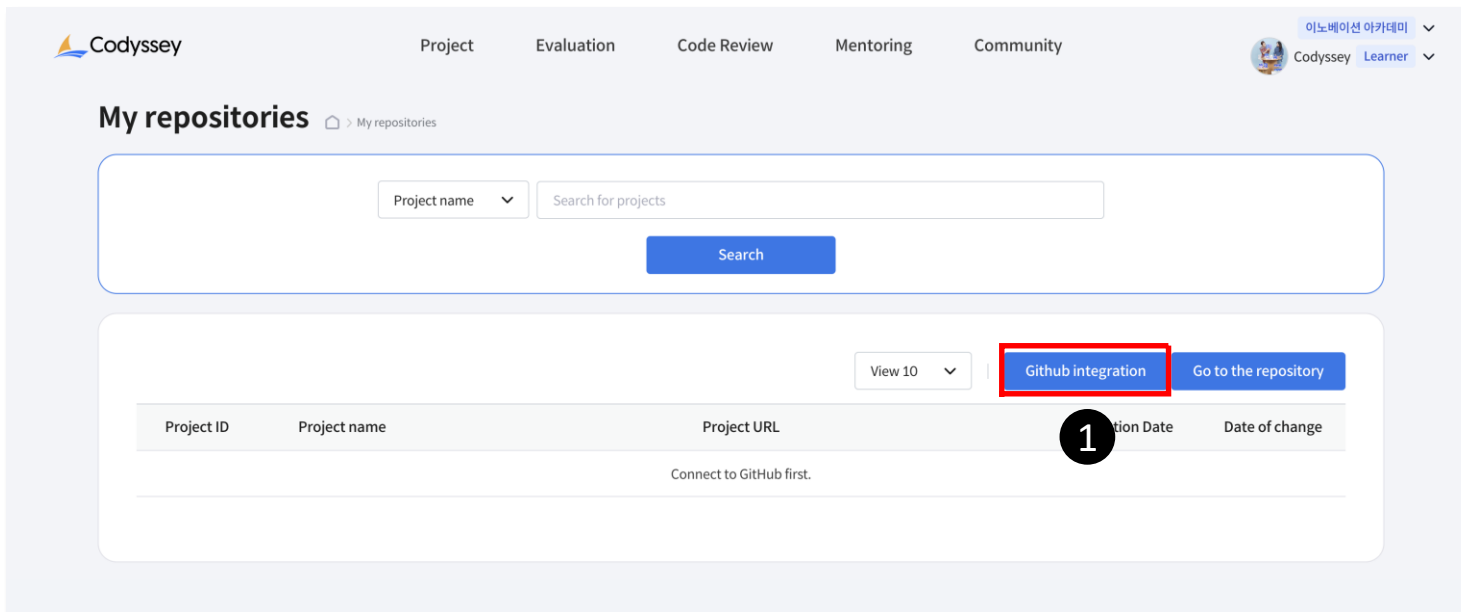 Codyssey
Project Evaluation Code Review Mentoring Community
이노베이션 아카데미
Codyssey Learner
My repositories > My repositories
Project name Search for projects
Search
View 10 Github integration Go to the repository
Project ID Project name Project URL Date Date of change
1
Connect to GitHub first.